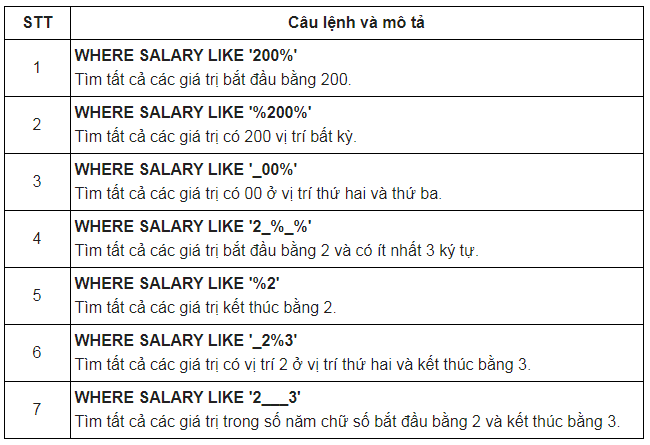 STT Câu lệnh và mô tả
1 WHERE SALARY LIKE '200%'
Tìm tất cả các giá trị bắt đầu bằng 200.
2 WHERE SALARY LIKE '%200%'
Tìm tất cả các giá trị có 200 vị trí bất kỳ.
3 WHERE SALARY LIKE '_00%'
Tìm tất cả các giá trị có 00 ở vị trí thứ hai và thứ ba.
4 WHERE SALARY LIKE '2_%_%'
Tìm tất cả các giá trị bắt đầu bằng 2 và có ít nhất 3 ký tự.
5 WHERE SALARY LIKE '%2'
Tìm tất cả các giá trị kết thúc bằng 2.
6 WHERE SALARY LIKE '_2%3'
Tìm tất cả các giá trị có vị trí 2 ở vị trí thứ hai và kết thúc bằng 3.
7 WHERE SALARY LIKE '2___3'
Tìm tất cả các giá trị trong số năm chữ số bắt đầu bằng 2 và kết thúc bằng 3.